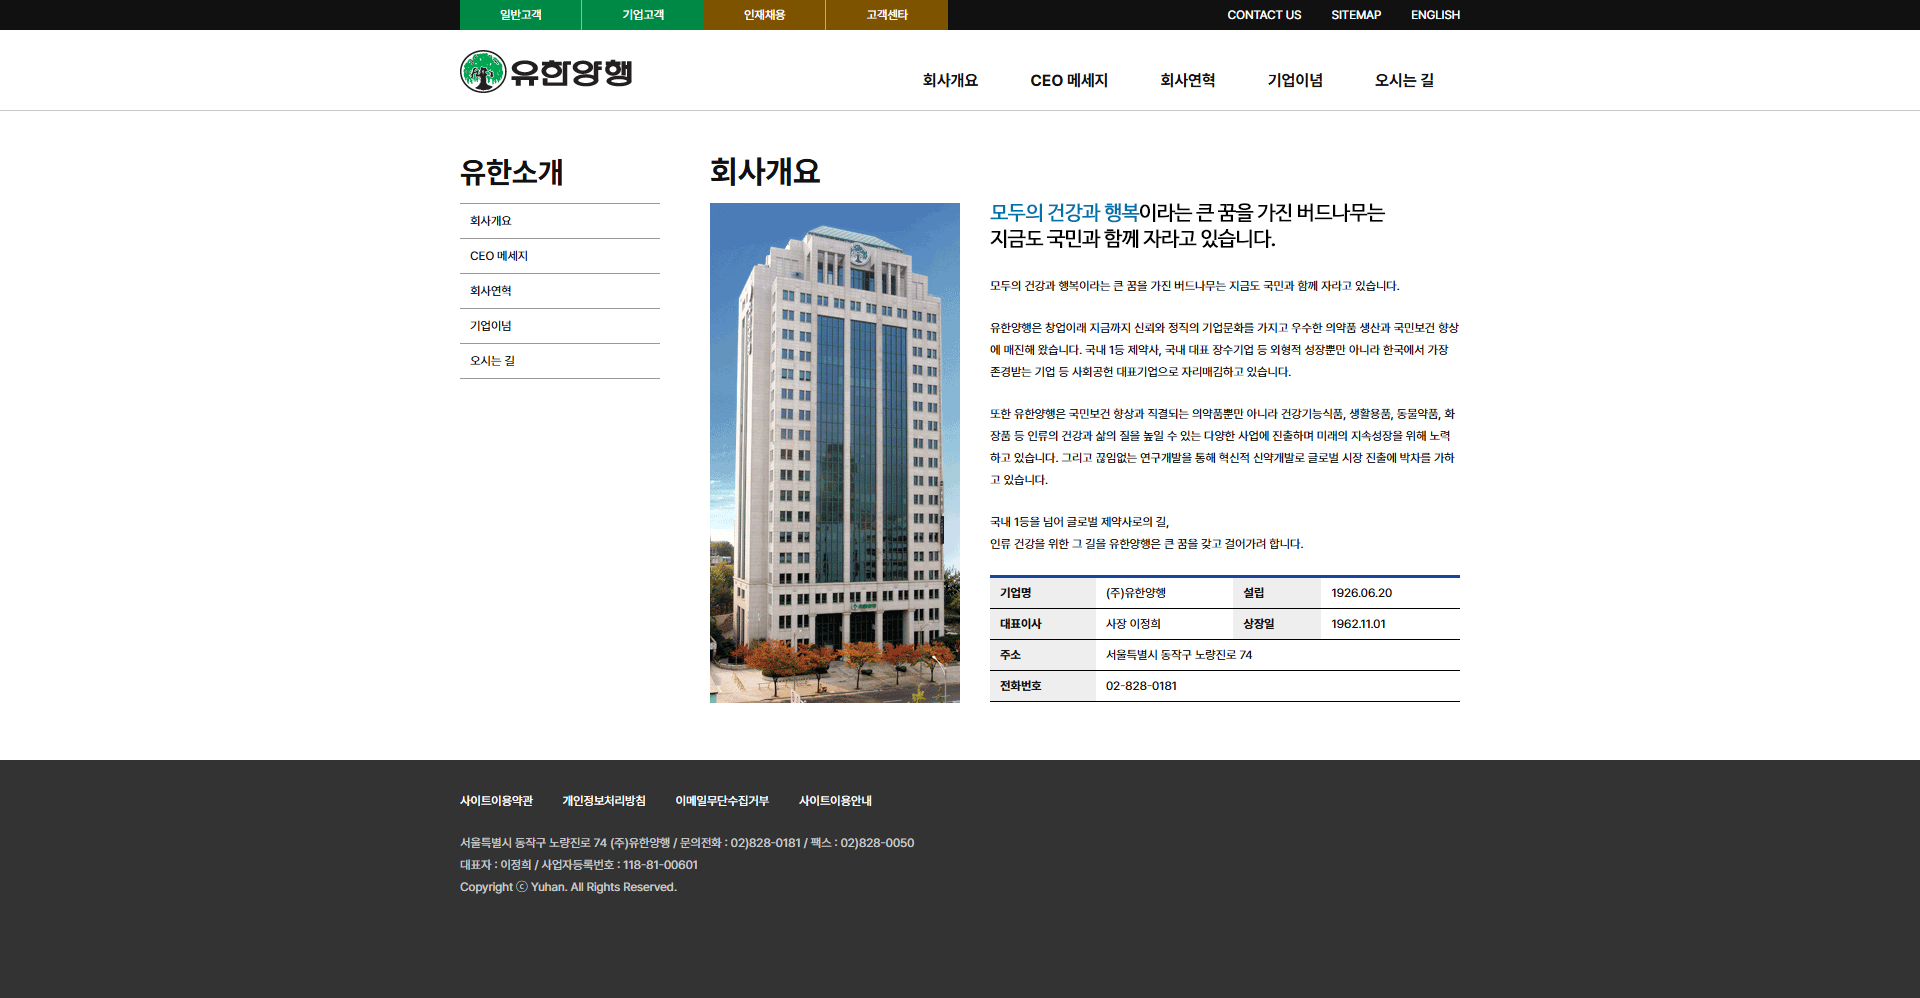 일반고객 기업고객 인재채용 고객센타 CONTACT US SITEMAP ENGLISH
유한양행
회사개요 CEO 메세지 회사연혁 기업이념 오시는 길
유한소개
회사개요
CEO 메세지
회사연혁
기업이념
오시는 길
회사개요
모두의 건강과 행복이라는 큰 꿈을 가진 버드나무는
지금도 국민과 함께 자라고 있습니다.
모두의 건강과 행복이라는 큰 꿈을 가진 버드나무는 지금도 국민과 함께 자라고 있습니다.
유한양행은 창업이래 지금까지 신뢰와 정직의 기업문화를 가지고 우수한 의약품 생산과 국민보건 향상
에 매진해 왔습니다. 국내 1등 제약사, 국내 대표 장수기업 등 외형적 성장뿐만 아니라 한국에서 가장
존경받는 기업 등 사회공헌 대표기업으로 자리매김하고 있습니다.
또한 유한양행은 국민보건 향상과 직결되는 의약품뿐만 아니라 건강기능식품, 생활용품, 동물약품, 화
장품 등 인류의 건강과 삶의 질을 높일 수 있는 다양한 사업에 진출하며 미래의 지속성장을 위해 노력
하고 있습니다. 그리고 끊임없는 연구개발을 통해 혁신적 신약개발로 글로벌 시장 진출에 박차를 가하
고 있습니다.
국내 1등을 넘어 글로벌 제약사로의 길,
인류 건강을 위한 그 길을 유한양행은 큰 꿈을 갖고 걸어가려 합니다.
기업명 (주)유한양행 설립 1926.06.20
대표이사 사장 이정희 상장일 1962.11.01
주소 서울특별시 동작구 노량진로 74
전화번호 02-828-0181
사이트이용약관 개인정보처리방침 이메일무단수집거부 사이트이용안내
서울특별시 동작구 노량진로 74 (주)유한양행 / 문의전화 : 02)828-0181 / 팩스 : 02)828-0050
대표자 : 이정희 / 사업자등록번호 : 118-81-00601
Copyright ⓒ Yuhan. All Rights Reserved.